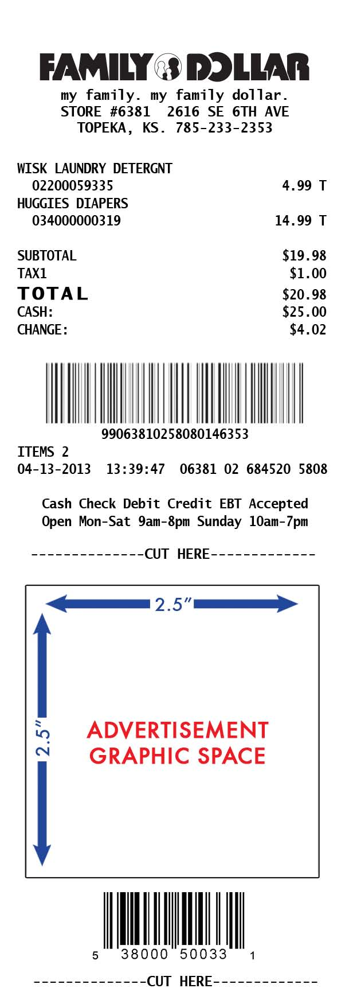 FAMILY DOLLAR
my family. my family dollar.
STORE #6381  2616 SE 6TH AVE
TOPEKA, KS. 785-233-2353
WISK LAUNDRY DETERGNT
02200059335 4.99 T
HUGGIES DIAPERS
034000000319 14.99 T
SUBTOTAL $19.98
TAX1 $1.00
TOTAL $20.98
CASH: $25.00
CHANGE: $4.02
99063810258080146353
ITEMS 2
04-13-2013  13:39:47  06381 02 684520 5808
Cash Check Debit Credit EBT Accepted
Open Mon-Sat 9am-8pm Sunday 10am-7pm
--------------CUT HERE-------------
2.5"
2.5"
ADVERTISEMENT
GRAPHIC SPACE
5 38000 50033 1
--------------CUT HERE-------------